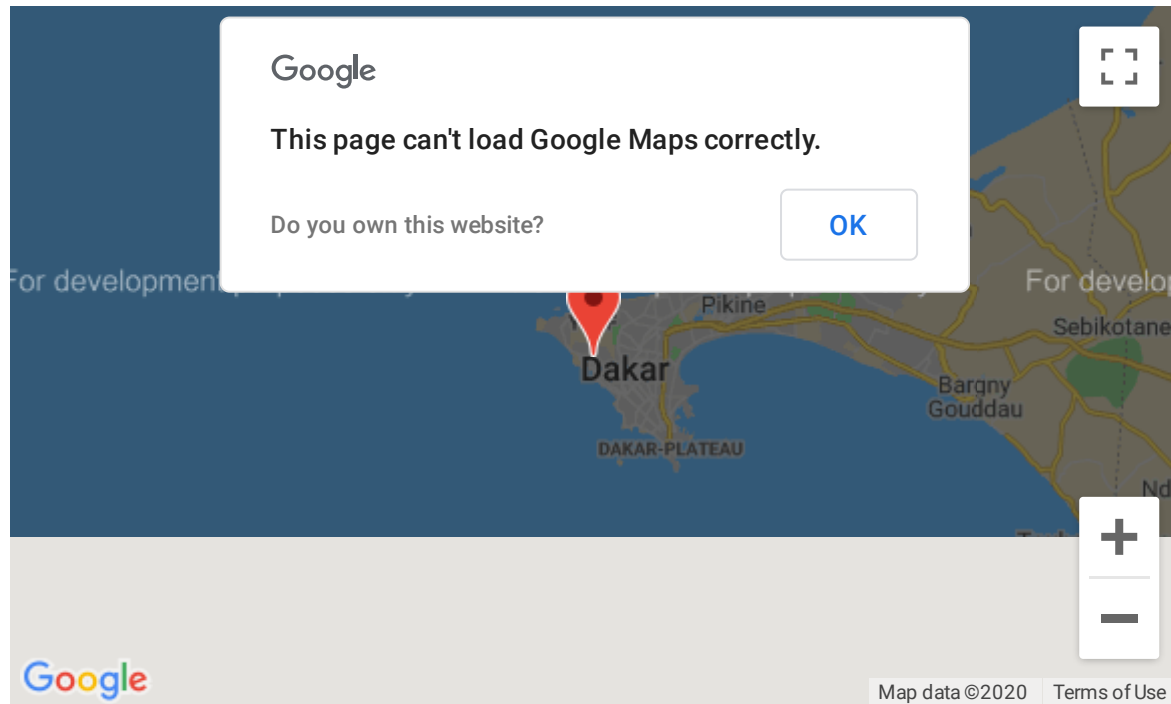 Google
This page can't load Google Maps correctly.
Do you own this website?
OK
For development
For develop
Pikine
Sebikotane
Dakar
Bargny
Gouddau
DAKAR-PLATEAU
Nd
Google
Map data ©2020
Terms of Use